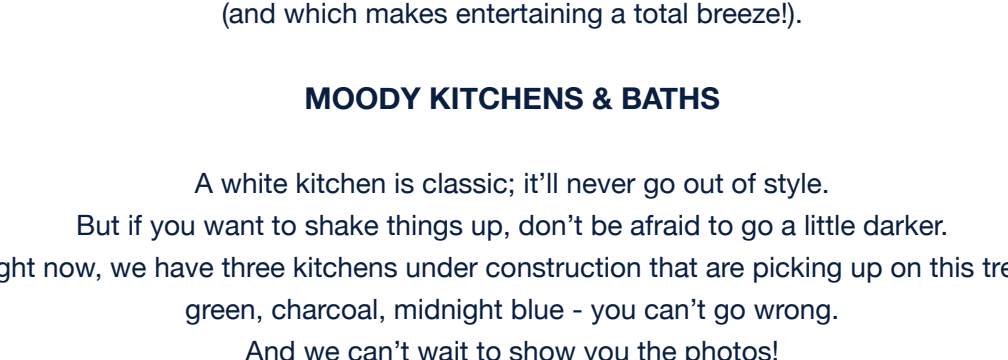 (and which makes entertaining a total breeze!).
MOODY KITCHENS & BATHS
A white kitchen is classic; it’ll never go out of style.
But if you want to shake things up, don’t be afraid to go a little darker.
now, we have three kitchens under construction that are picking up on this
green, charcoal, midnight blue - you can’t go wrong.
And we can’t wait to show you the photos!